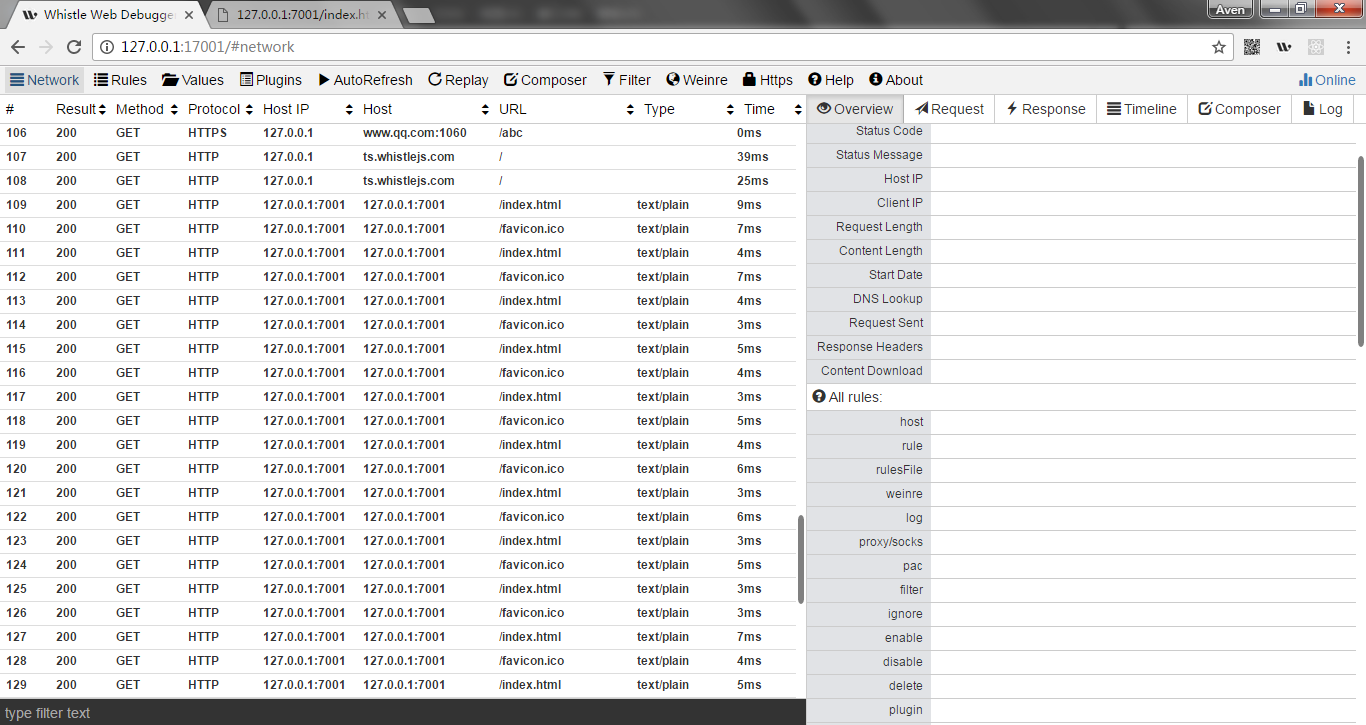 Whistle Web Debugger
127.0.0.1:7001/index.ht
Aven
127.0.0.1:17001/#network
Network Rules Values Plugins AutoRefresh Replay Composer Filter Weinre Https Help About Online
# Result Method Protocol Host IP Host URL Type Time
106 200 GET HTTPS 127.0.0.1 www.qq.com:1060 /abc 0ms
107 200 GET HTTP 127.0.0.1 ts.whistlejs.com / 39ms
108 200 GET HTTP 127.0.0.1 ts.whistlejs.com / 25ms
109 200 GET HTTP 127.0.0.1:7001 127.0.0.1:7001 /index.html text/plain 9ms
110 200 GET HTTP 127.0.0.1:7001 127.0.0.1:7001 /favicon.ico text/plain 7ms
111 200 GET HTTP 127.0.0.1:7001 127.0.0.1:7001 /index.html text/plain 4ms
112 200 GET HTTP 127.0.0.1:7001 127.0.0.1:7001 /favicon.ico text/plain 7ms
113 200 GET HTTP 127.0.0.1:7001 127.0.0.1:7001 /index.html text/plain 4ms
114 200 GET HTTP 127.0.0.1:7001 127.0.0.1:7001 /favicon.ico text/plain 3ms
115 200 GET HTTP 127.0.0.1:7001 127.0.0.1:7001 /index.html text/plain 5ms
116 200 GET HTTP 127.0.0.1:7001 127.0.0.1:7001 /favicon.ico text/plain 4ms
117 200 GET HTTP 127.0.0.1:7001 127.0.0.1:7001 /index.html text/plain 3ms
118 200 GET HTTP 127.0.0.1:7001 127.0.0.1:7001 /favicon.ico text/plain 5ms
119 200 GET HTTP 127.0.0.1:7001 127.0.0.1:7001 /index.html text/plain 4ms
120 200 GET HTTP 127.0.0.1:7001 127.0.0.1:7001 /favicon.ico text/plain 6ms
121 200 GET HTTP 127.0.0.1:7001 127.0.0.1:7001 /index.html text/plain 3ms
122 200 GET HTTP 127.0.0.1:7001 127.0.0.1:7001 /favicon.ico text/plain 6ms
123 200 GET HTTP 127.0.0.1:7001 127.0.0.1:7001 /index.html text/plain 3ms
124 200 GET HTTP 127.0.0.1:7001 127.0.0.1:7001 /favicon.ico text/plain 5ms
125 200 GET HTTP 127.0.0.1:7001 127.0.0.1:7001 /index.html text/plain 3ms
126 200 GET HTTP 127.0.0.1:7001 127.0.0.1:7001 /favicon.ico text/plain 3ms
127 200 GET HTTP 127.0.0.1:7001 127.0.0.1:7001 /index.html text/plain 7ms
128 200 GET HTTP 127.0.0.1:7001 127.0.0.1:7001 /favicon.ico text/plain 4ms
129 200 GET HTTP 127.0.0.1:7001 127.0.0.1:7001 /index.html text/plain 5ms
type filter text
Overview Request Response Timeline Composer Log
Status Code
Status Message
Host IP
Client IP
Request Length
Content Length
Start Date
DNS Lookup
Request Sent
Response Headers
Content Download
All rules:
host
rule
rulesFile
weinre
log
proxy/socks
pac
filter
ignore
enable
disable
delete
plugin